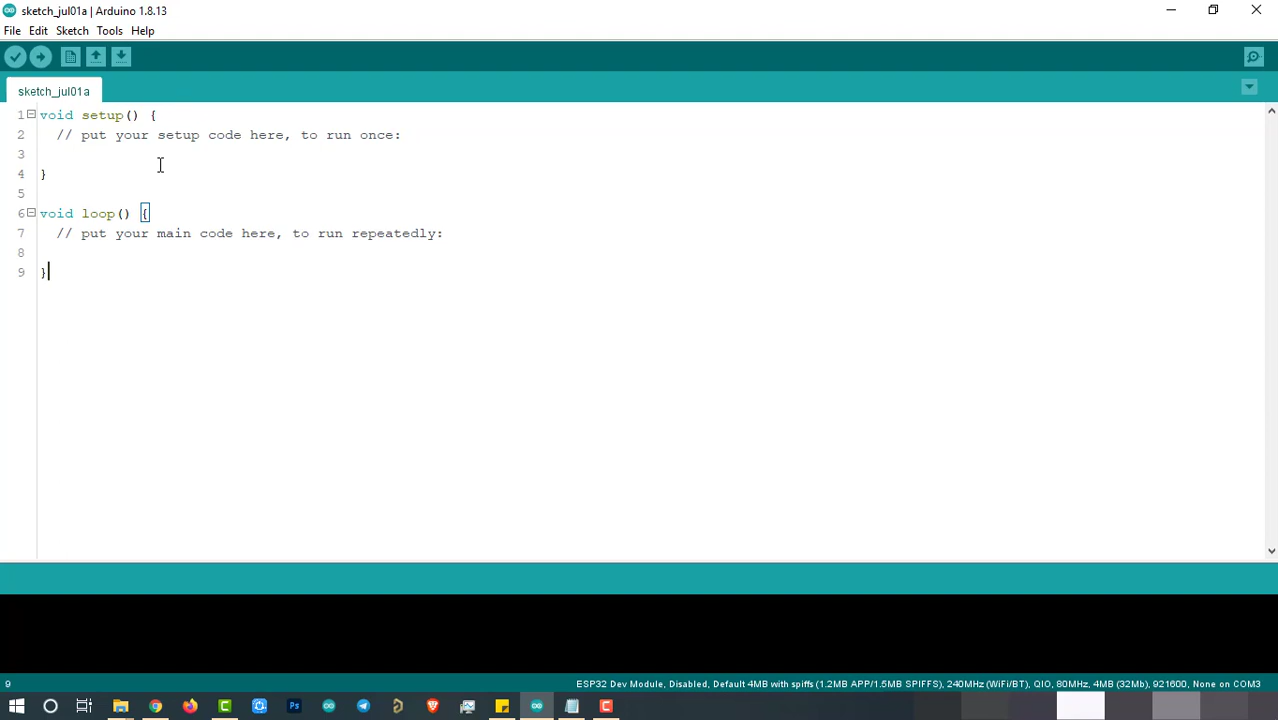 sketch_jul01a | Arduino 1.8.13
File Edit Sketch Tools Help
sketch_jul01a
1 void setup() {
2   // put your setup code here, to run once:
3
4 }
5
6 void loop() {
7   // put your main code here, to run repeatedly:
8
9 }
9 ESP32 Dev Module, Disabled, Default 4MB with spiffs (1.2MB APP/1.5MB SPIFFS), 240MHz (WiFi/BT), QIO, 80MHz, 4MB (32Mb), 921600, None on COM3
Ps
C
C